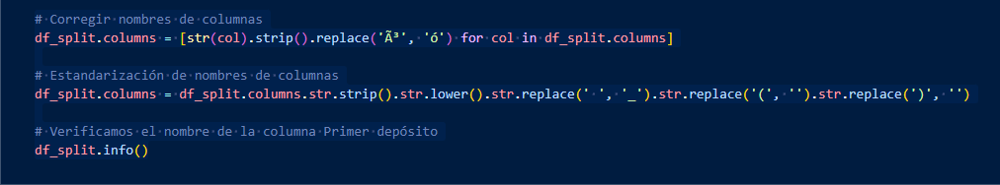 # Corregir nombres de columnas
df_split.columns = [str(col).strip().replace('Ã³', 'ó') for col in df_split.columns]
# Estandarización de nombres de columnas
df_split.columns = df_split.columns.str.strip().str.lower().str.replace(' ', '_').str.replace('(', '').str.replace(')', '')
# Verificamos el nombre de la columna Primer depósito
df_split.info()